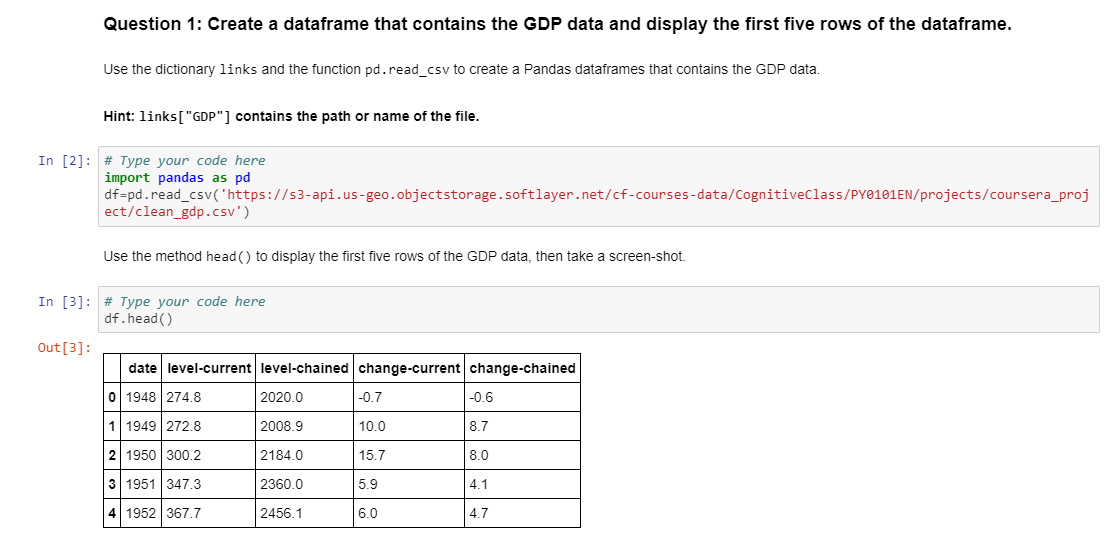 Question 1: Create a dataframe that contains the GDP data and display the first five rows of the dataframe.
Use the dictionary links and the function pd.read_csv to create a Pandas dataframes that contains the GDP data.
Hint: links["GDP"] contains the path or name of the file.
In [2]: # Type your code here
import pandas as pd
df=pd.read_csv('https://s3-api.us-geo.objectstorage.softlayer.net/cf-courses-data/CognitiveClass/PY0101EN/projects/coursera_proj
ect/clean_gdp.csv')
Use the method head() to display the first five rows of the GDP data, then take a screen-shot.
In [3]: # Type your code here
df.head()
Out[3]:
date level-current level-chained change-current change-chained
0 1948 274.8 2020.0 -0.7 -0.6
1 1949 272.8 2008.9 10.0 8.7
2 1950 300.2 2184.0 15.7 8.0
3 1951 347.3 2360.0 5.9 4.1
4 1952 367.7 2456.1 6.0 4.7